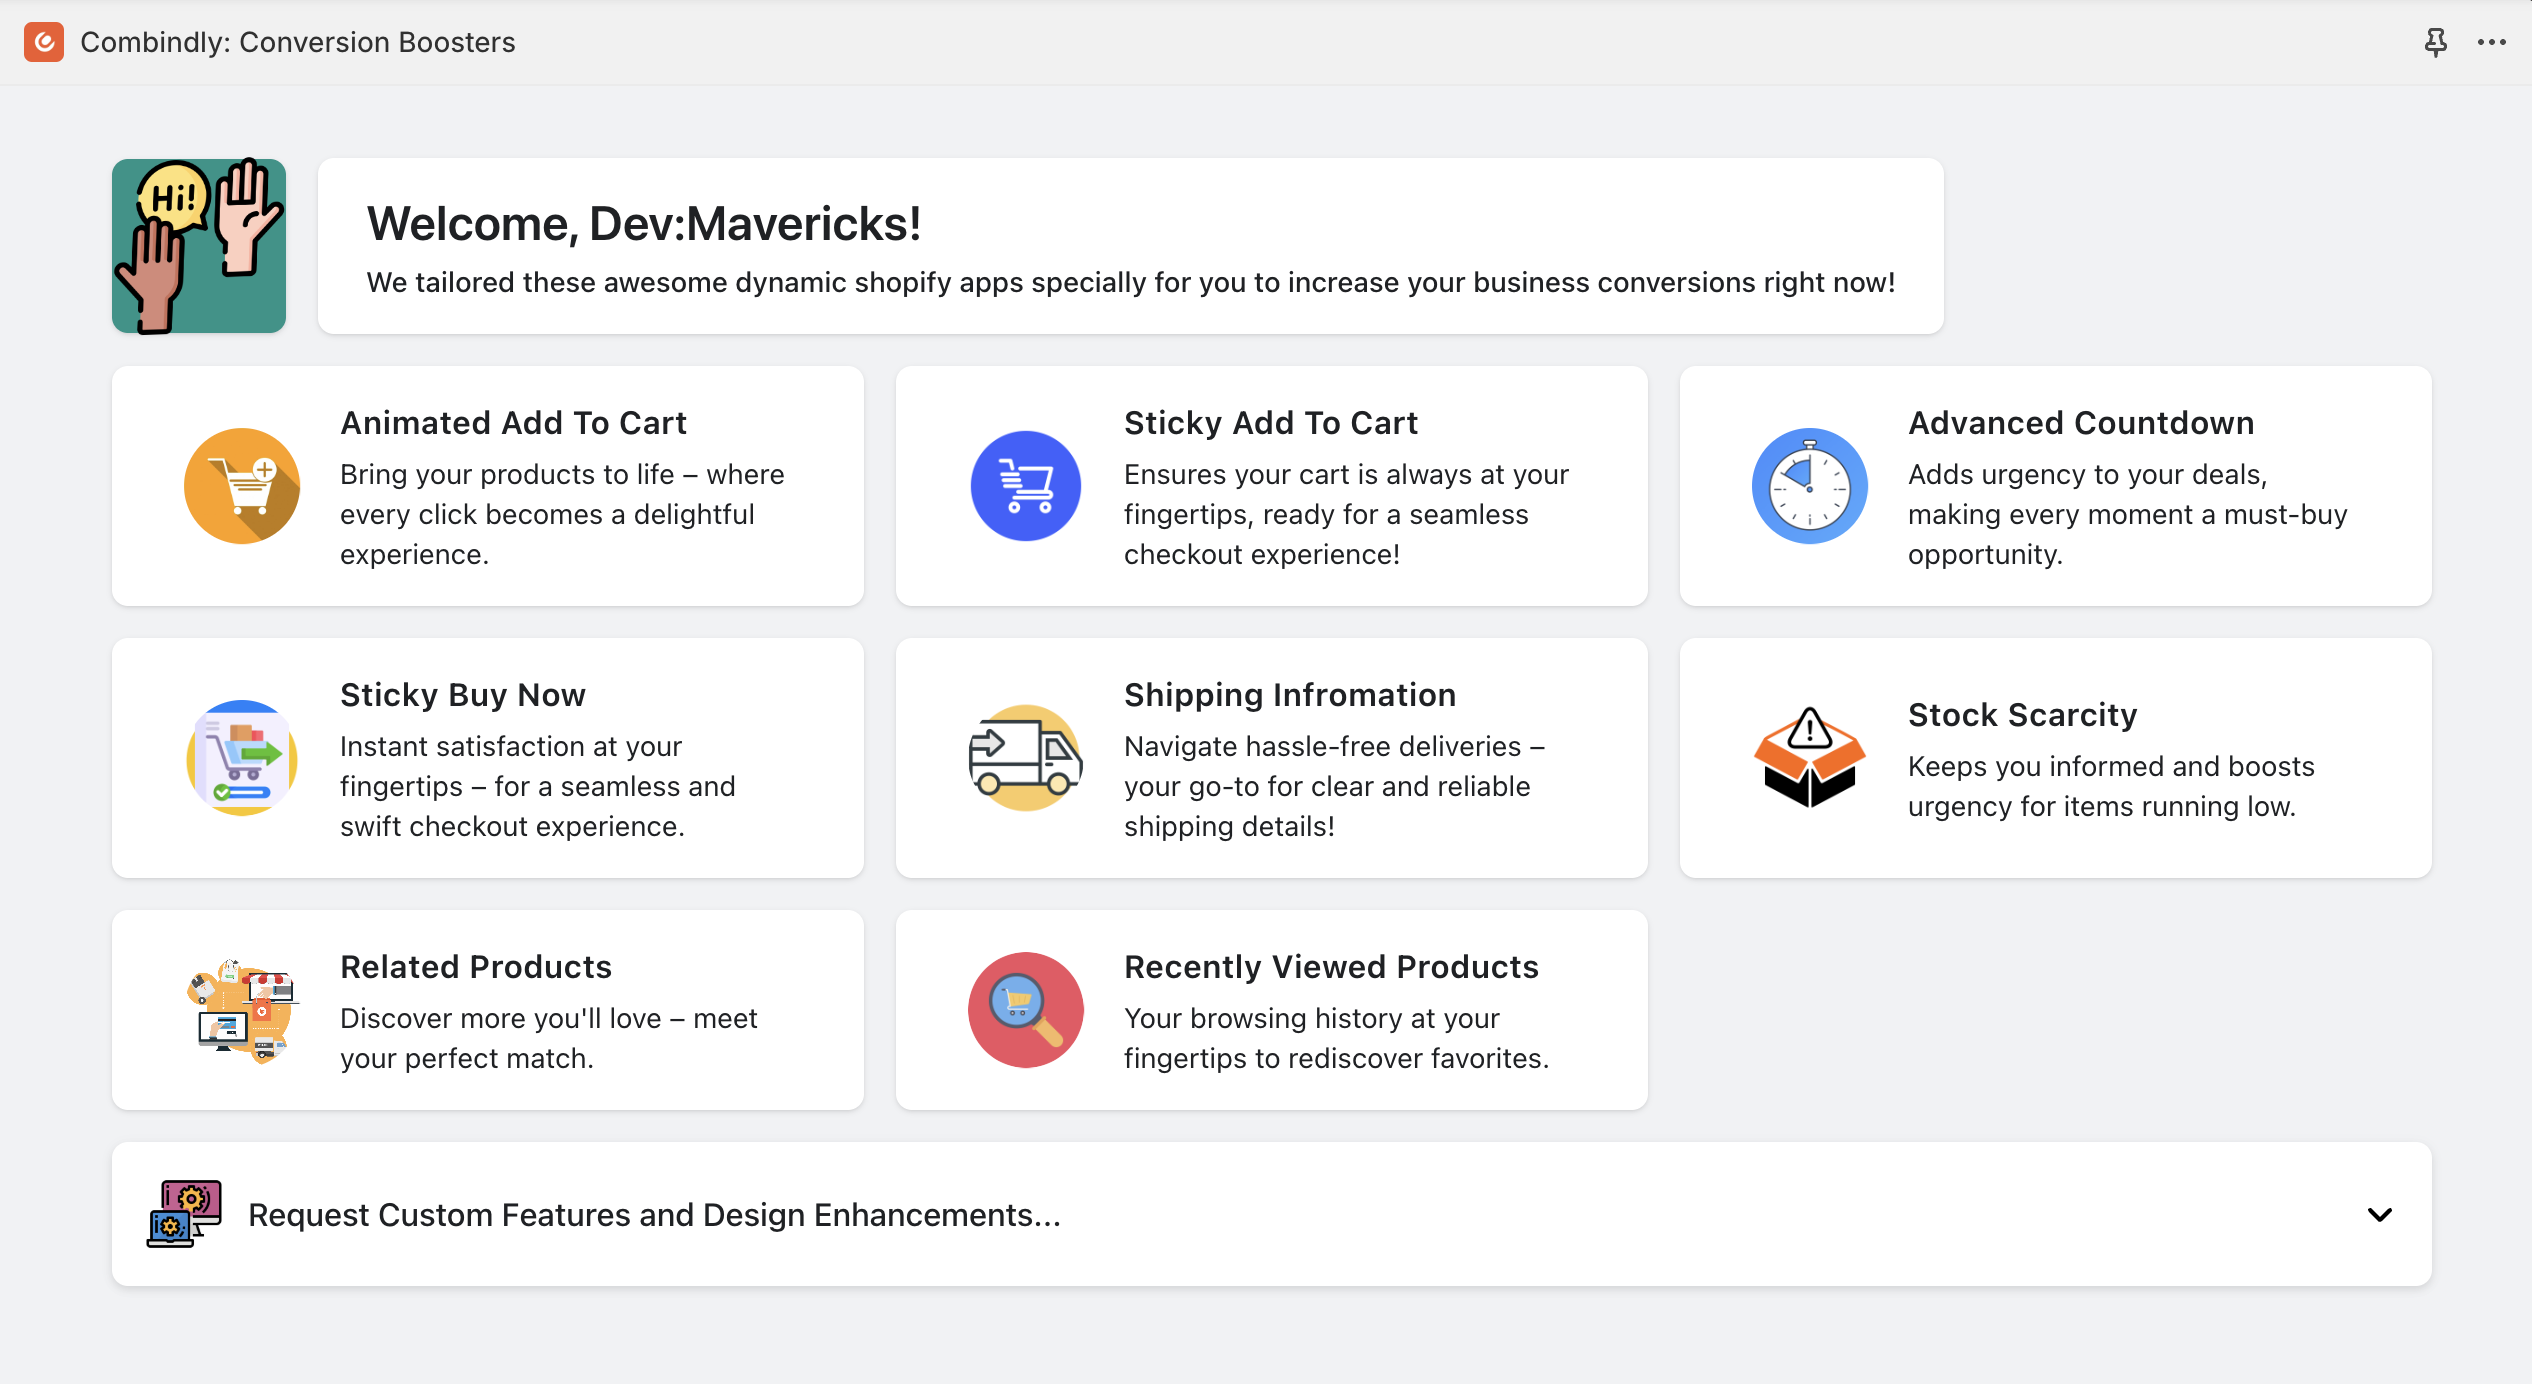 Combindly: Conversion Boosters
Hi!
Welcome, Dev:Mavericks!
We tailored these awesome dynamic shopify apps specially for you to increase your business conversions right now!
Animated Add To Cart
Bring your products to life – where
every click becomes a delightful
experience.
Sticky Add To Cart
Ensures your cart is always at your
fingertips, ready for a seamless
checkout experience!
Advanced Countdown
Adds urgency to your deals,
making every moment a must-buy
opportunity.
Sticky Buy Now
Instant satisfaction at your
fingertips – for a seamless and
swift checkout experience.
Shipping Infromation
Navigate hassle-free deliveries –
your go-to for clear and reliable
shipping details!
Stock Scarcity
Keeps you informed and boosts
urgency for items running low.
Related Products
Discover more you'll love – meet
your perfect match.
Recently Viewed Products
Your browsing history at your
fingertips to rediscover favorites.
Request Custom Features and Design Enhancements...